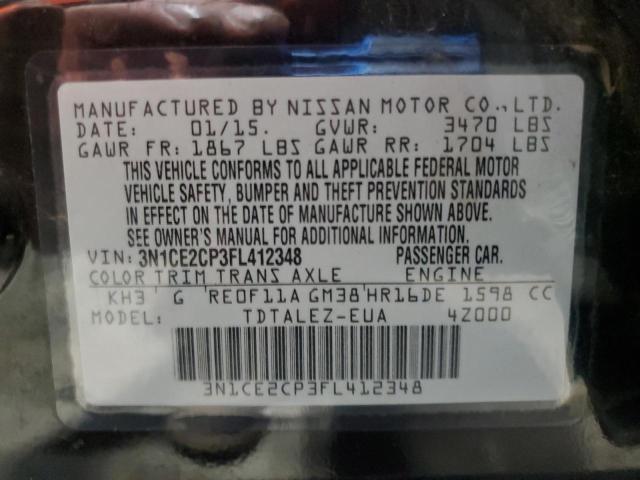 MANUFACTURED BY NISSAN MOTOR CO., LTD.
DATE: 01/15. GVWR: 3470 LBS
GAWR FR: 1867 LBS GAWR RR: 1704 LBS
THIS VEHICLE CONFORMS TO ALL APPLICABLE FEDERAL MOTOR
VEHICLE SAFETY, BUMPER AND THEFT PREVENTION STANDARDS
IN EFFECT ON THE DATE OF MANUFACTURE SHOWN ABOVE.
SEE OWNER'S MANUAL FOR ADDITIONAL INFORMATION.
VIN: 3N1CE2CP3FL412348 PASSENGER CAR.
COLOR TRIM TRANS AXLE ENGINE
KH3 G RE0F11A GM38 HR16DE 1598 CC
MODEL: TDTALEZ-EUA 4Z000
3N1CE2CP3FL412348